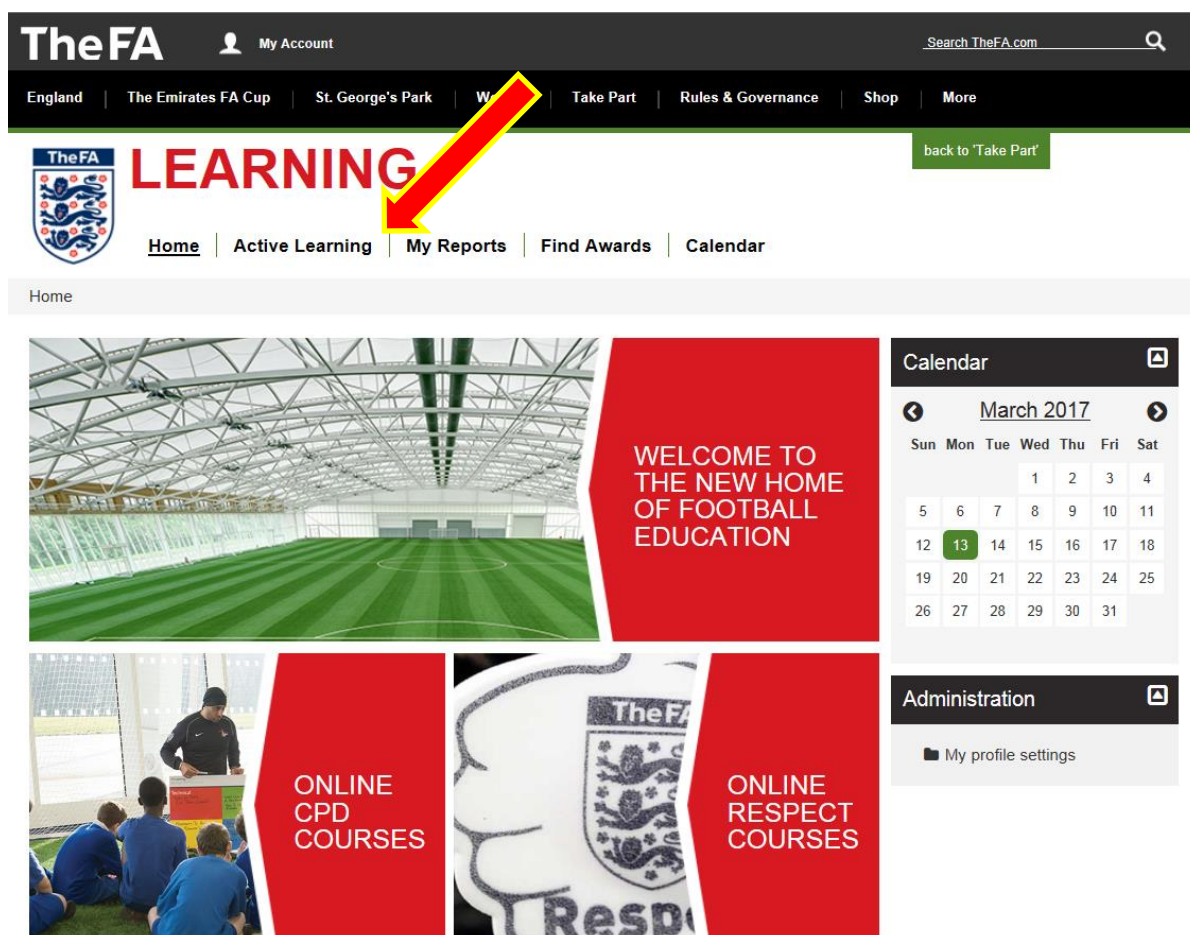 TheFA My Account Search TheFA.com
England The Emirates FA Cup St. George's Park Take Part Rules & Governance Shop More
back to 'Take Part'
TheFA
LEARNING
Home Active Learning My Reports Find Awards Calendar
Home
WELCOME TO
THE NEW HOME
OF FOOTBALL
EDUCATION
Calendar
March 2017
Sun Mon Tue Wed Thu Fri Sat
1 2 3 4
5 6 7 8 9 10 11
12 13 14 15 16 17 18
19 20 21 22 23 24 25
26 27 28 29 30 31
Administration
My profile settings
Technical
ONLINE
CPD
COURSES
TheFA
Respe
ONLINE
RESPECT
COURSES